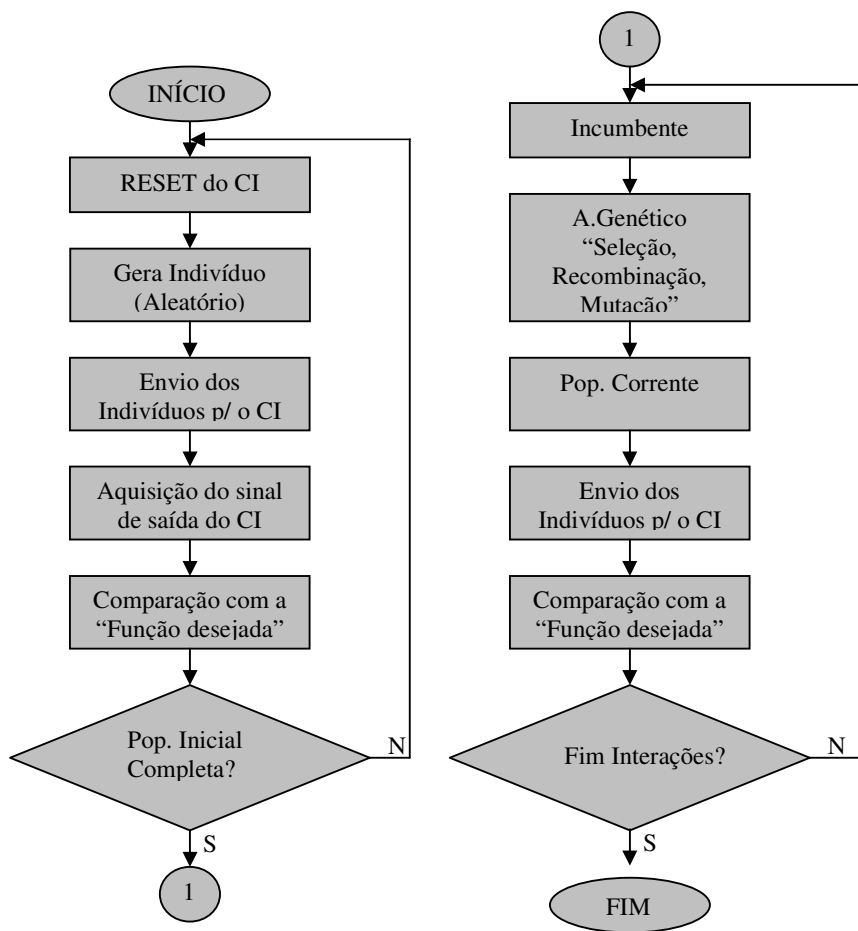 INÍCIO
RESET do CI
Gera Indivíduo
(Aleatório)
Envio dos
Indivíduos p/ o CI
Aquisição do sinal
de saída do CI
Comparação com a
“Função desejada”
Pop. Inicial
Completa?
N
S
1
1
Incumbente
A.Genético
“Seleção,
Recombinação,
Mutação”
Pop. Corrente
Envio dos
Indivíduos p/ o CI
Comparação com a
“Função desejada”
Fim Interações?
N
S
FIM